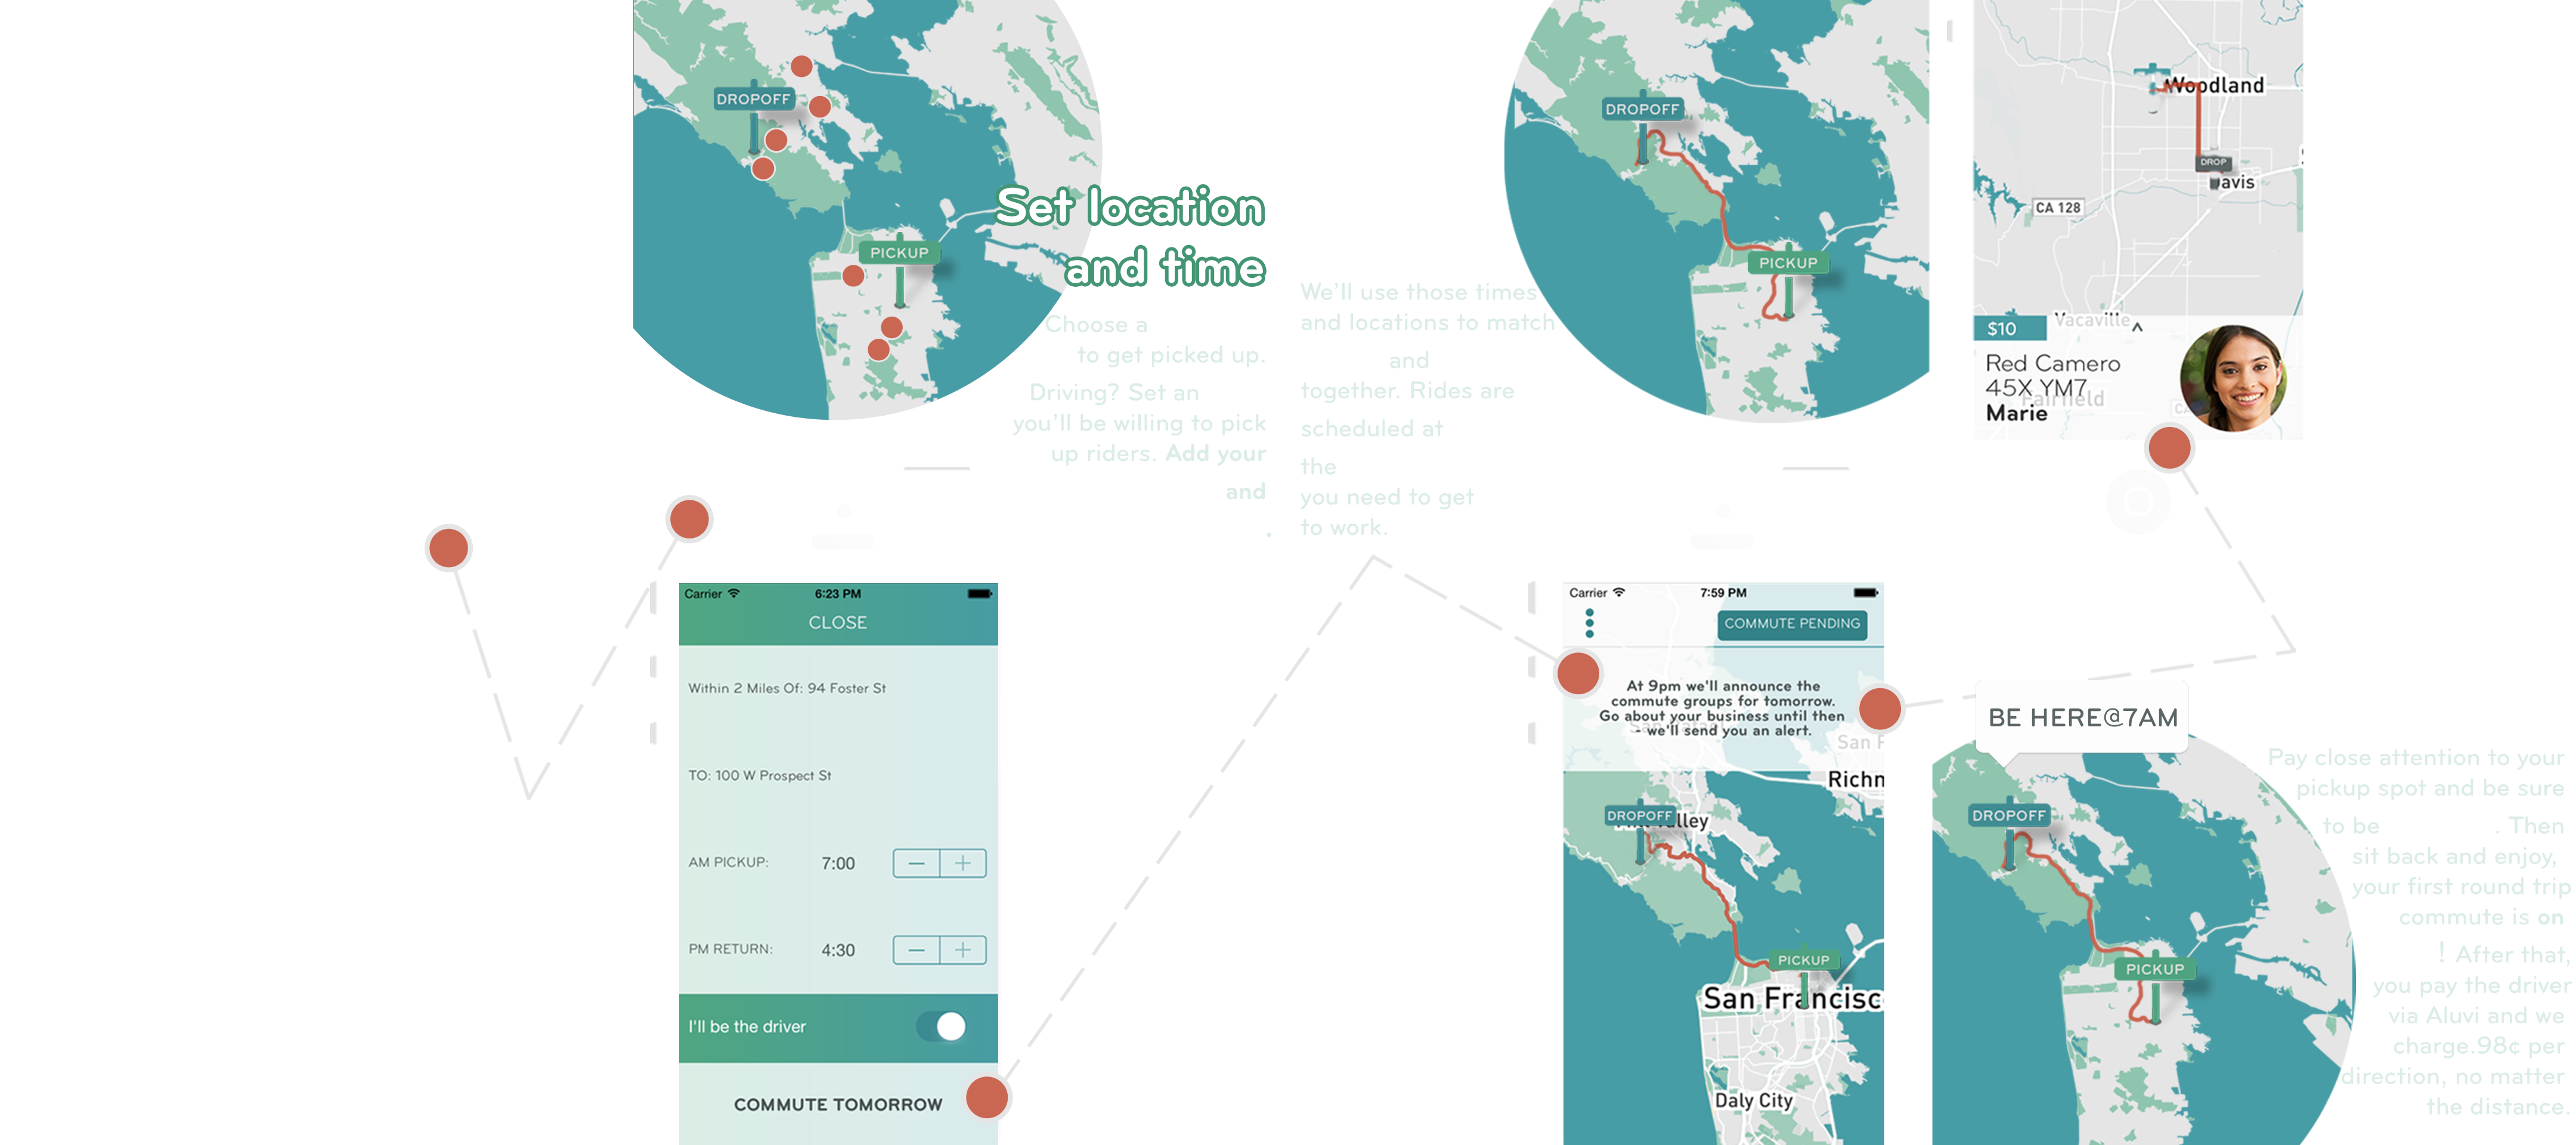 DROPOFF
PICKUP
Set location
and time
Choose a
to get picked up.
Driving? Set an
you'll be willing to pick
up riders. Add your
and
.
We'll use those times
and locations to match
and
together. Rides are
scheduled at
the
you need to get
to work.
DROPOFF
PICKUP
Woodland
DROP
avis
CA 128
Vacaville
$10
Red Camero
45X YM7
Fairfield
Marie
CA
Carrier
6:23 PM
CLOSE
Within 2 Miles Of: 94 Foster St
TO: 100 W Prospect St
AM PICKUP: 7:00 − +
PM RETURN: 4:30 − +
I'll be the driver
COMMUTE TOMORROW
Carrier
7:59 PM
COMMUTE PENDING
At 9pm we'll announce the
commute groups for tomorrow.
Go about your business until then
- we'll send you an alert.
San Rafael
San F
Richn
DROPOFF
Mill Valley
PICKUP
San Francisc
Daly City
BE HERE@7AM
DROPOFF
PICKUP
Pay close attention to your
pickup spot and be sure
to be . Then
sit back and enjoy,
your first round trip
commute is on
! After that,
you pay the driver
via Aluvi and we
charge.98¢ per
direction, no matter
the distance.